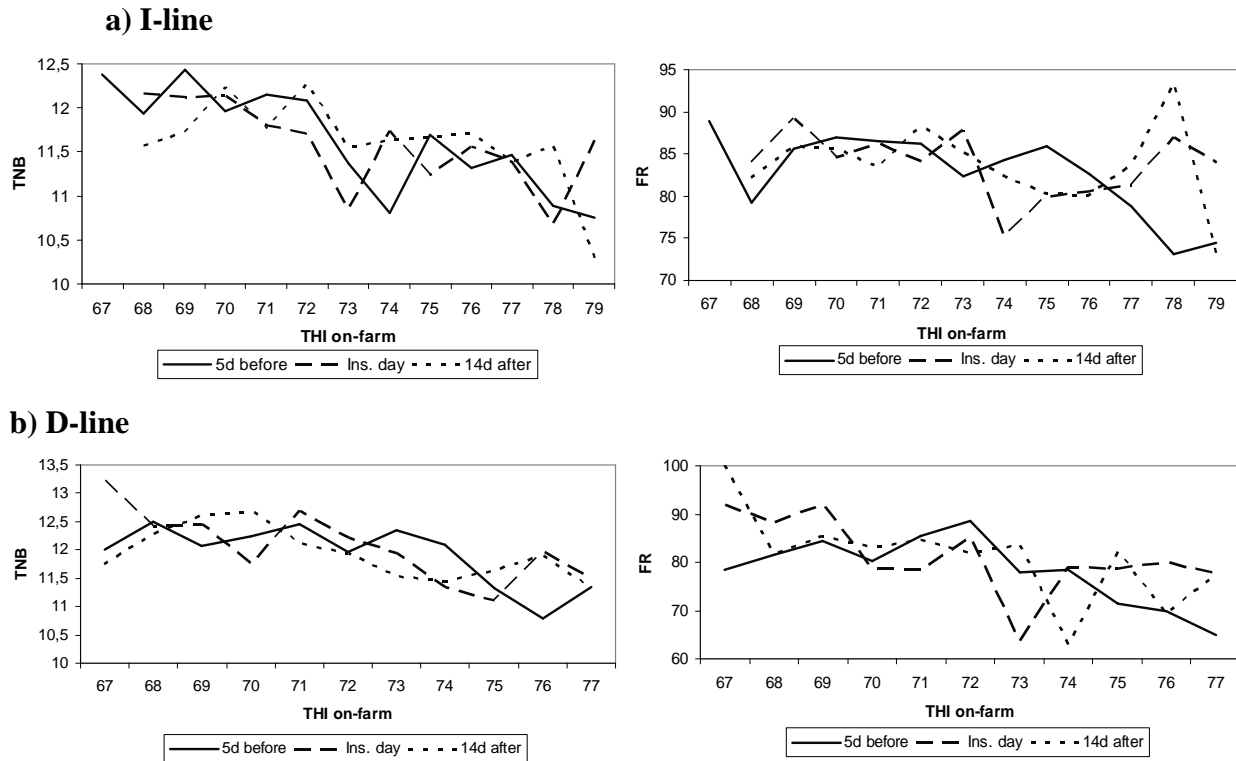 a) I-line
TNB
12,5
12
11,5
11
10,5
10
67 68 69 70 71 72 73 74 75 76 77 78 79
THI on-farm
5d before Ins. day 14d after
FR
95
90
85
80
75
70
67 68 69 70 71 72 73 74 75 76 77 78 79
THI on-farm
5d before Ins. day 14d after
b) D-line
TNB
13,5
13
12,5
12
11,5
11
10,5
10
67 68 69 70 71 72 73 74 75 76 77
THI on-farm
5d before Ins. day 14d after
FR
100
90
80
70
60
67 68 69 70 71 72 73 74 75 76 77
THI on-farm
5d before Ins. day 14d after